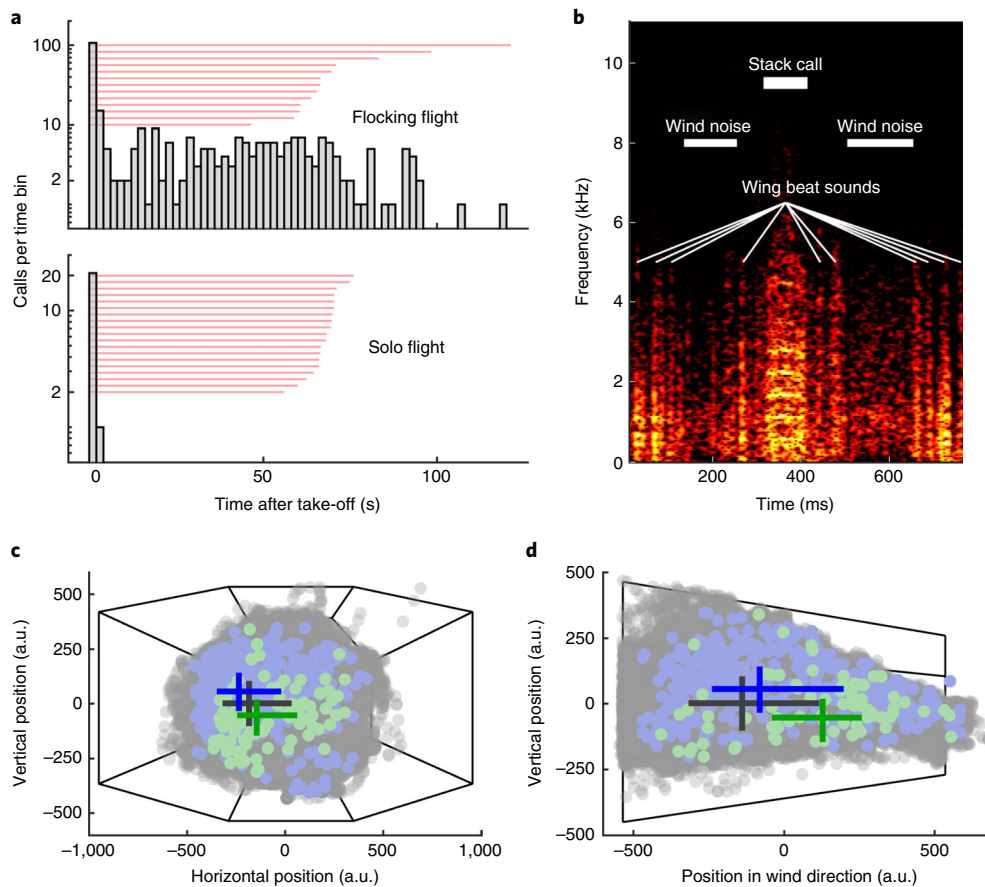 a
Calls per time bin
100
10
2
Flocking flight
20
10
2
Solo flight
0
50
100
Time after take-off (s)
b
Frequency (kHz)
10
8
6
4
2
0
Stack call
Wind noise
Wind noise
Wing beat sounds
200
400
600
Time (ms)
c
Vertical position (a.u.)
500
250
0
–250
–500
–1,000
–500
0
500
1,000
Horizontal position (a.u.)
d
Vertical position (a.u.)
500
250
0
–250
–500
–500
0
500
Position in wind direction (a.u.)